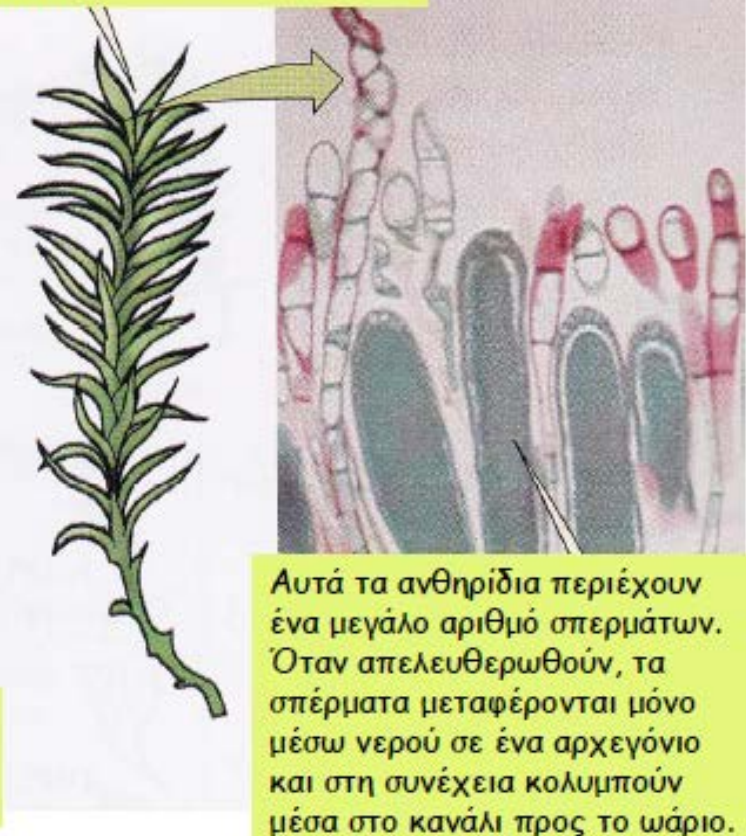 Αυτά τα ανθηρίδια περιέχουν
ένα μεγάλο αριθμό σπερμάτων.
Όταν απελευθερωθούν, τα
σπέρματα μεταφέρονται μόνο
μέσω νερού σε ένα αρχεγόνιο
και στη συνέχεια κολυμπούν
μέσα στο κανάλι προς το ωάριο.